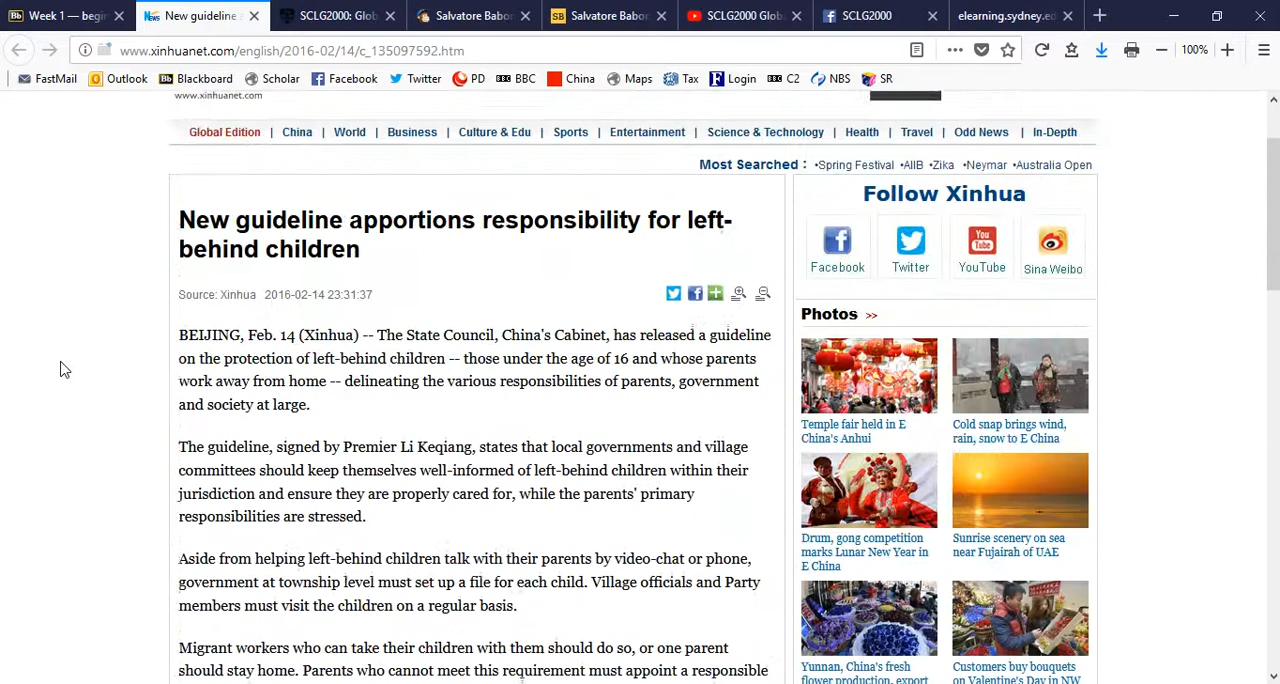 Week 1 — begin
New guideline a
SCLG2000: Glob
Salvatore Babon
Salvatore Babon
SCLG2000 Globa
SCLG2000
elearning.sydney.ed
www.xinhuanet.com/english/2016-02/14/c_135097592.htm
100%
FastMail Outlook Blackboard Scholar Facebook Twitter PD BBC China Maps Tax Login C2 NBS SR
www.xinhuanet.com
Global Edition | China | World | Business | Culture & Edu | Sports | Entertainment | Science & Technology | Health | Travel | Odd News | In-Depth
Most Searched : •Spring Festival •AIIB •Zika •Neymar •Australia Open
New guideline apportions responsibility for left-
behind children
Source: Xinhua 2016-02-14 23:31:37
BEIJING, Feb. 14 (Xinhua) -- The State Council, China's Cabinet, has released a guideline
on the protection of left-behind children -- those under the age of 16 and whose parents
work away from home -- delineating the various responsibilities of parents, government
and society at large.
The guideline, signed by Premier Li Keqiang, states that local governments and village
committees should keep themselves well-informed of left-behind children within their
jurisdiction and ensure they are properly cared for, while the parents' primary
responsibilities are stressed.
Aside from helping left-behind children talk with their parents by video-chat or phone,
government at township level must set up a file for each child. Village officials and Party
members must visit the children on a regular basis.
Migrant workers who can take their children with them should do so, or one parent
should stay home. Parents who cannot meet this requirement must appoint a responsible
Follow Xinhua
Facebook
Twitter
YouTube
Sina Weibo
Photos >>
Temple fair held in E
China's Anhui
Cold snap brings wind,
rain, snow to E China
Drum, gong competition
marks Lunar New Year in
E China
Sunrise scenery on sea
near Fujairah of UAE
Yunnan, China's fresh
flower production, export
Customers buy bouquets
on Valentine's Day in NW